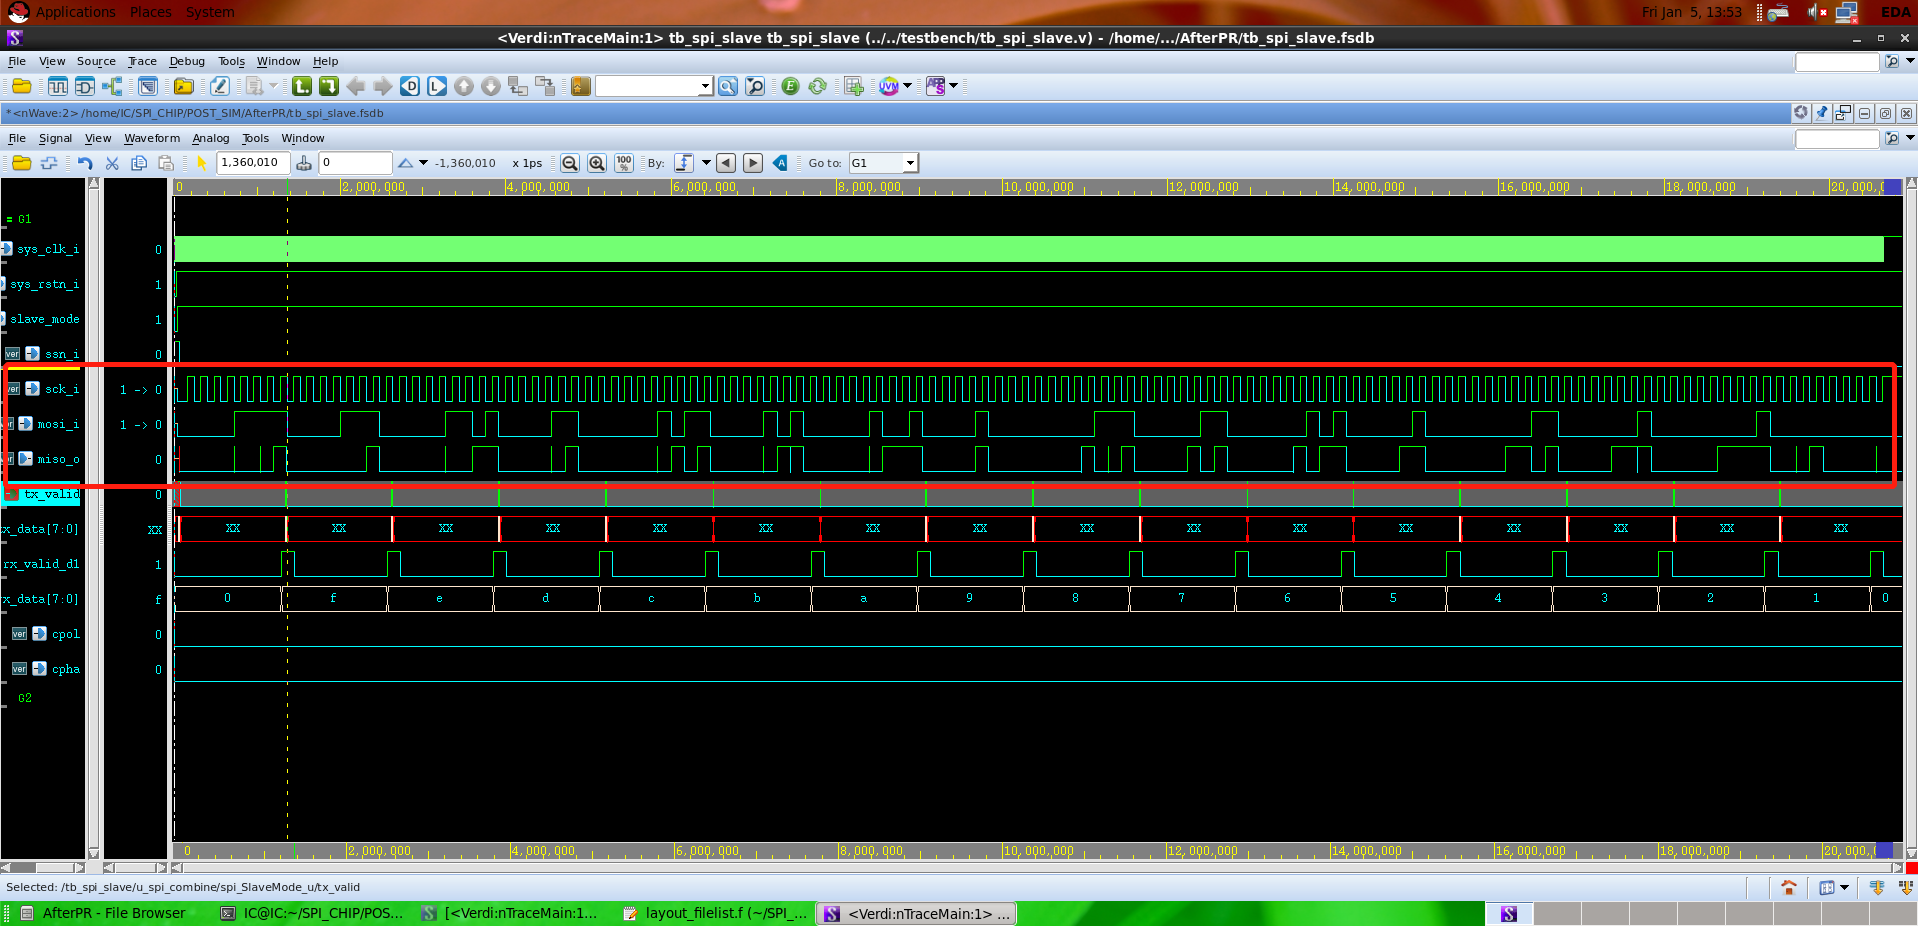 Applications Places System Fri Jan 5, 13:53 EDA
<Verdi:nTraceMain:1> tb_spi_slave tb_spi_slave (../../testbench/tb_spi_slave.v) - /home/.../AfterPR/tb_spi_slave.fsdb
File View Source Trace Debug Tools Window Help
*<nWave:2> /home/IC/SPI_CHIP/POST_SIM/AfterPR/tb_spi_slave.fsdb
File Signal View Waveform Analog Tools Window
1,360,010 0 -1,360,010 x 1ps 100 % By: Go to: G1
0 2,000,000 4,000,000 6,000,000 8,000,000 10,000,000 12,000,000 14,000,000 16,000,000 18,000,000 20,000,0
= G1
sys_clk_i 0
sys_rstn_i 1
slave_mode 1
ver ssn_i 0
ver sck_i 1 -> 0
mosi_i 1 -> 0
miso_o 0
tx_valid 0
x_data[7:0] XX XX XX XX XX XX XX XX XX XX XX XX XX XX XX XX XX
rx_valid_d1 1
x_data[7:0] f 0 f e d c b a 9 8 7 6 5 4 3 2 1 0
ver cpol 0
ver cpha 0
G2
0 2,000,000 4,000,000 6,000,000 8,000,000 10,000,000 12,000,000 14,000,000 16,000,000 18,000,000 20,000,
Selected: /tb_spi_slave/u_spi_combine/spi_SlaveMode_u/tx_valid
AfterPR - File Browser IC@IC:~/SPI_CHIP/POS... [<Verdi:nTraceMain:1... layout_filelist.f (~/SPI_... <Verdi:nTraceMain:1> ...